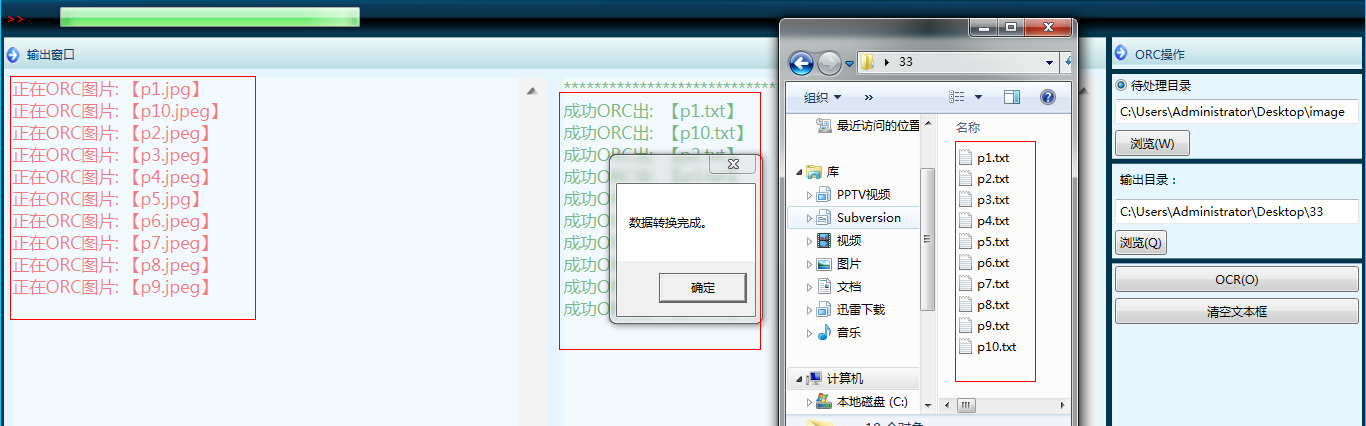 >>
输出窗口
正在ORC图片: 【p1.jpg】
正在ORC图片: 【p10.jpeg】
正在ORC图片: 【p2.jpeg】
正在ORC图片: 【p3.jpeg】
正在ORC图片: 【p4.jpeg】
正在ORC图片: 【p5.jpg】
正在ORC图片: 【p6.jpeg】
正在ORC图片: 【p7.jpeg】
正在ORC图片: 【p8.jpeg】
正在ORC图片: 【p9.jpeg】
****************************
成功ORC出: 【p1.txt】
成功ORC出: 【p10.txt】
成功ORC出: 【p2.txt】
成功O
成功O
成功O
成功O
成功O
成功O
成功O
数据转换完成。
确定
33
组织
»
最近访问的位置
库
PPTV视频
Subversion
视频
图片
文档
迅雷下载
音乐
计算机
本地磁盘 (C:)
名称
p1.txt
p2.txt
p3.txt
p4.txt
p5.txt
p6.txt
p7.txt
p8.txt
p9.txt
p10.txt
10 个对象
ORC操作
待处理目录
C:\Users\Administrator\Desktop\image
浏览(W)
输出目录：
C:\Users\Administrator\Desktop\33
浏览(Q)
OCR(O)
清空文本框